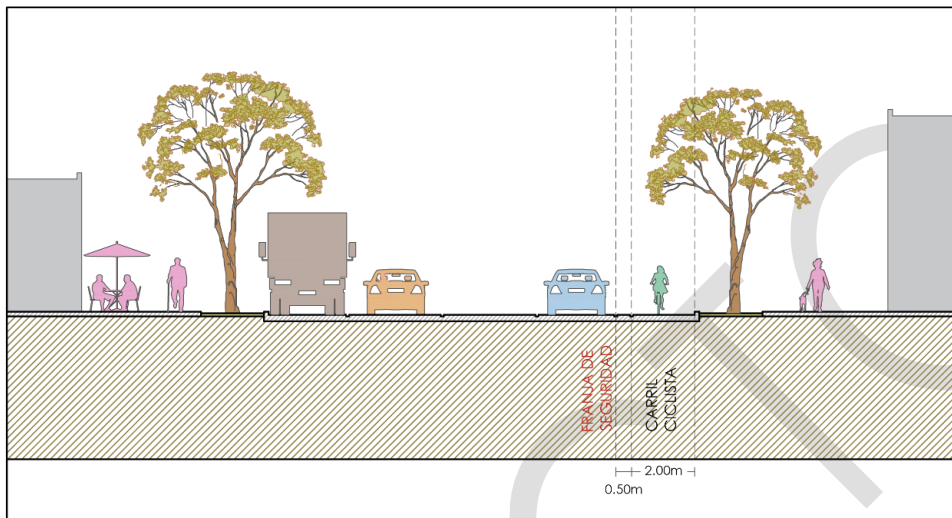 FRANJA DE
SEGURIDAD
CARRIL
CICLISTA
2.00m
0.50m